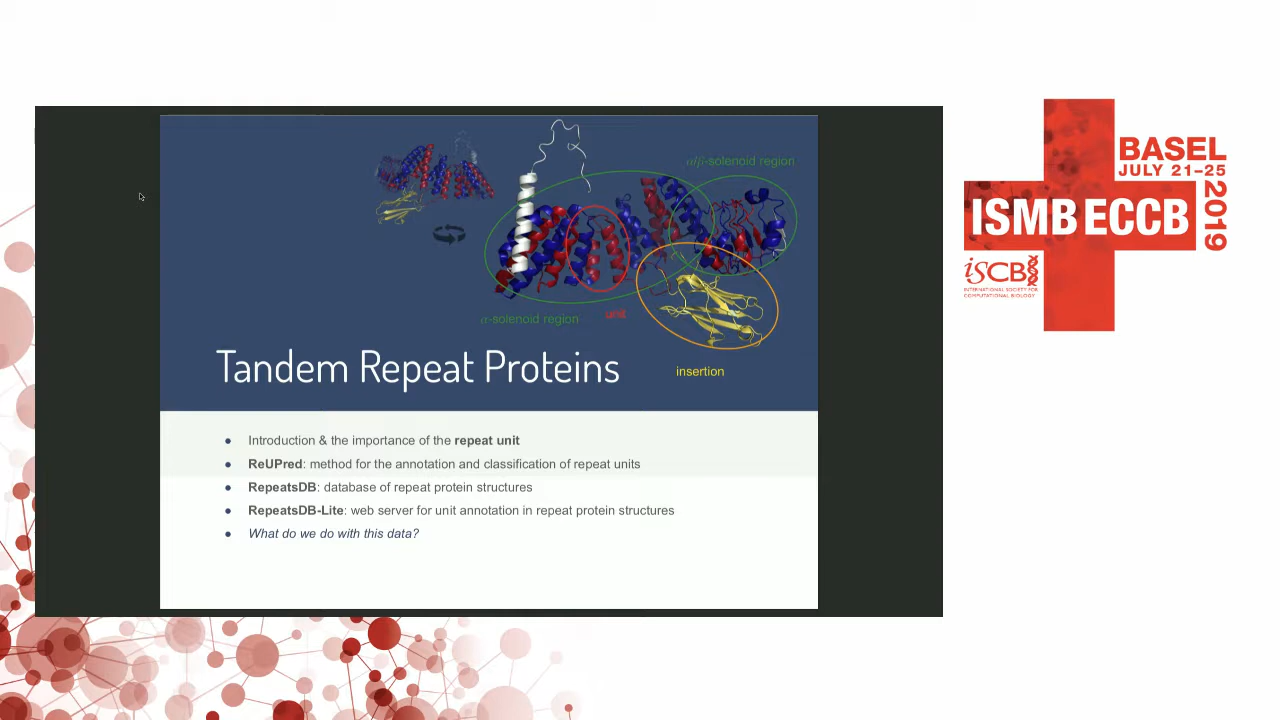 α/β-solenoid region
α-solenoid region
unit
insertion
Tandem Repeat Proteins
● Introduction & the importance of the repeat unit
● ReUPred: method for the annotation and classification of repeat units
● RepeatsDB: database of repeat protein structures
● RepeatsDB-Lite: web server for unit annotation in repeat protein structures
● What do we do with this data?
BASEL
JULY 21–25
2019
ISMB ECCB
ISCB
INTERNATIONAL SOCIETY FOR
COMPUTATIONAL BIOLOGY